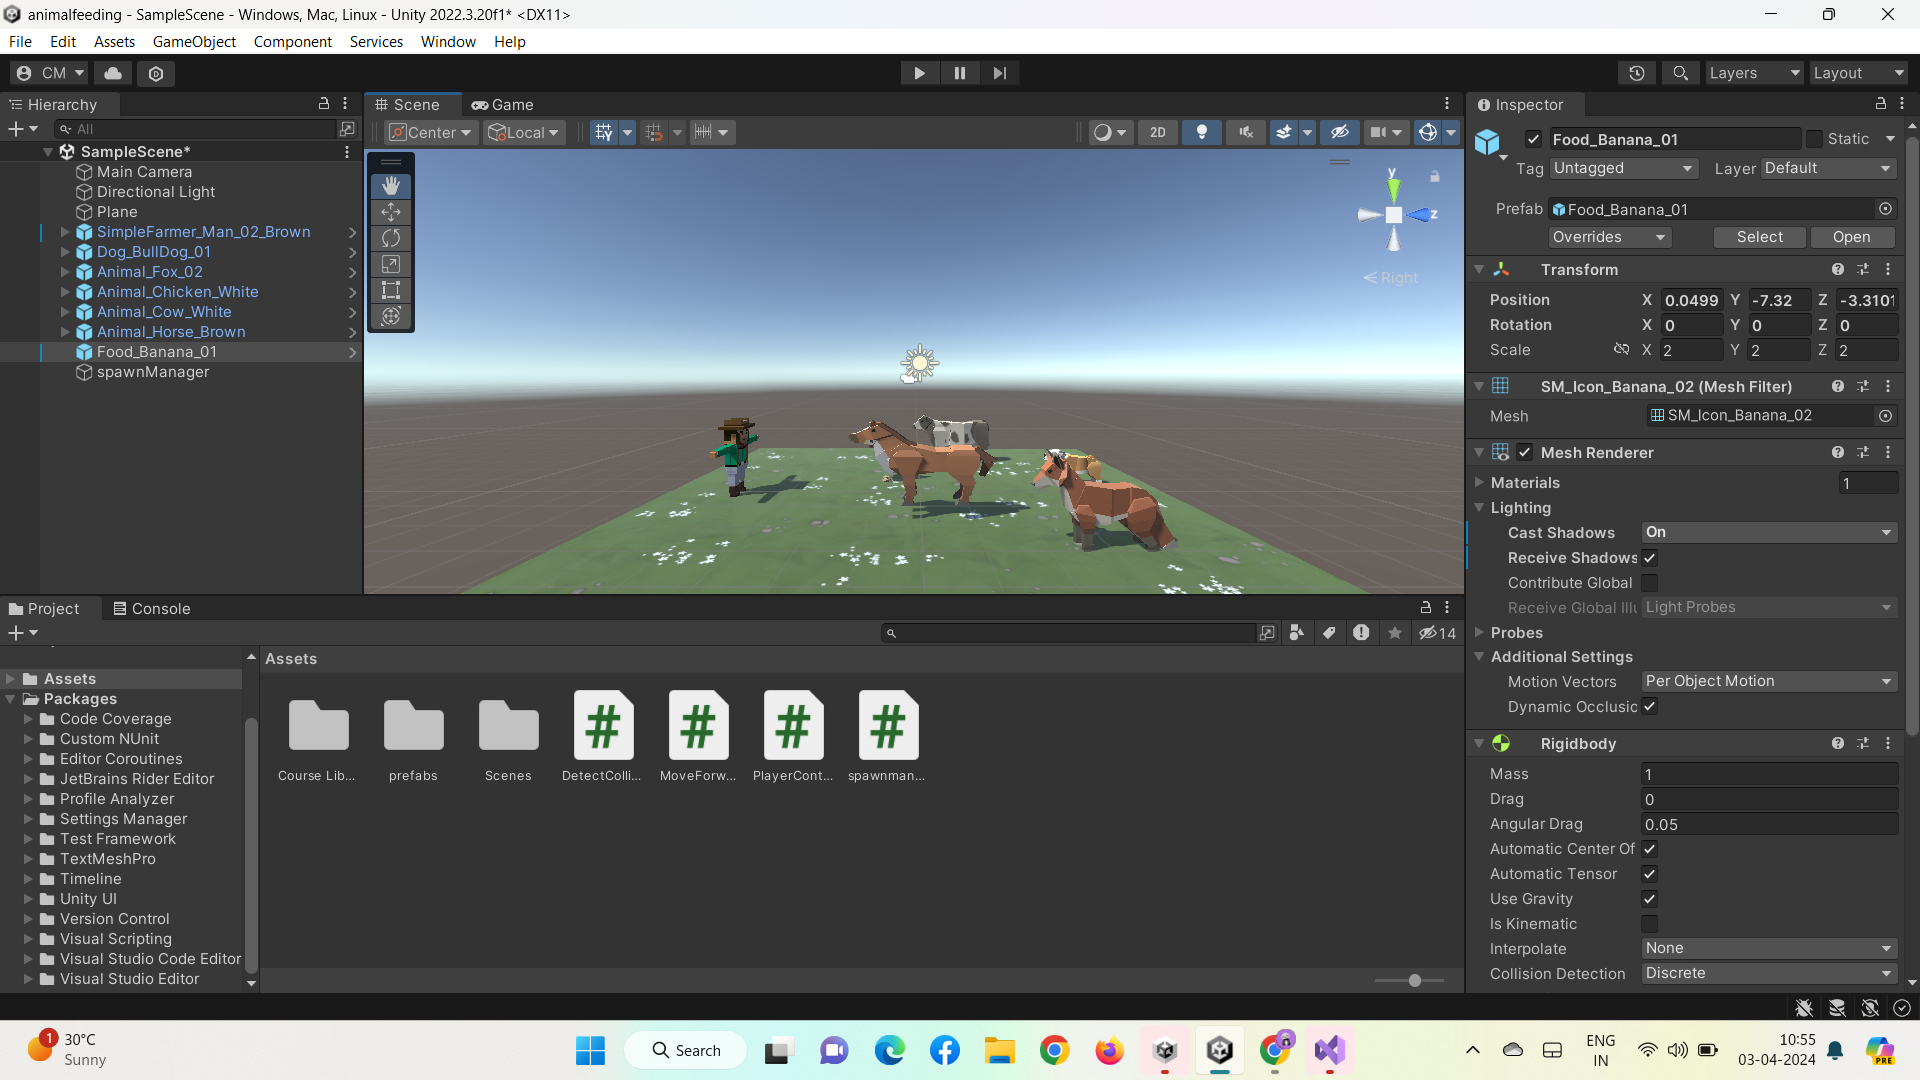 animalfeeding - SampleScene - Windows, Mac, Linux - Unity 2022.3.20f1* <DX11>
File Edit Assets GameObject Component Services Window Help
CM
Layers Layout
Hierarchy
All
SampleScene*
Main Camera
Directional Light
Plane
SimpleFarmer_Man_02_Brown
Dog_BullDog_01
Animal_Fox_02
Animal_Chicken_White
Animal_Cow_White
Animal_Horse_Brown
Food_Banana_01
spawnManager
Scene Game
Center Local 2D
y
z
Right
Inspector
Food_Banana_01 Static
Tag Untagged Layer Default
Prefab Food_Banana_01
Overrides Select Open
Transform
Position X 0.0499 Y -7.32 Z -3.3101
Rotation X 0 Y 0 Z 0
Scale X 2 Y 2 Z 2
SM_Icon_Banana_02 (Mesh Filter)
Mesh SM_Icon_Banana_02
Mesh Renderer
Materials 1
Lighting
Cast Shadows On
Receive Shadows
Contribute Global
Receive Global Illu Light Probes
Probes
Additional Settings
Motion Vectors Per Object Motion
Dynamic Occlusio
Rigidbody
Mass 1
Drag 0
Angular Drag 0.05
Automatic Center Of
Automatic Tensor
Use Gravity
Is Kinematic
Interpolate None
Collision Detection Discrete
Project Console
14
Assets
Packages
Code Coverage
Custom NUnit
Editor Coroutines
JetBrains Rider Editor
Profile Analyzer
Settings Manager
Test Framework
TextMeshPro
Timeline
Unity UI
Version Control
Visual Scripting
Visual Studio Code Editor
Visual Studio Editor
Assets
Course Lib... prefabs Scenes DetectColli... MoveForw... PlayerCont... spawnman...
1
30°C
Sunny
Search
ENG
IN
10:55
03-04-2024
PRE